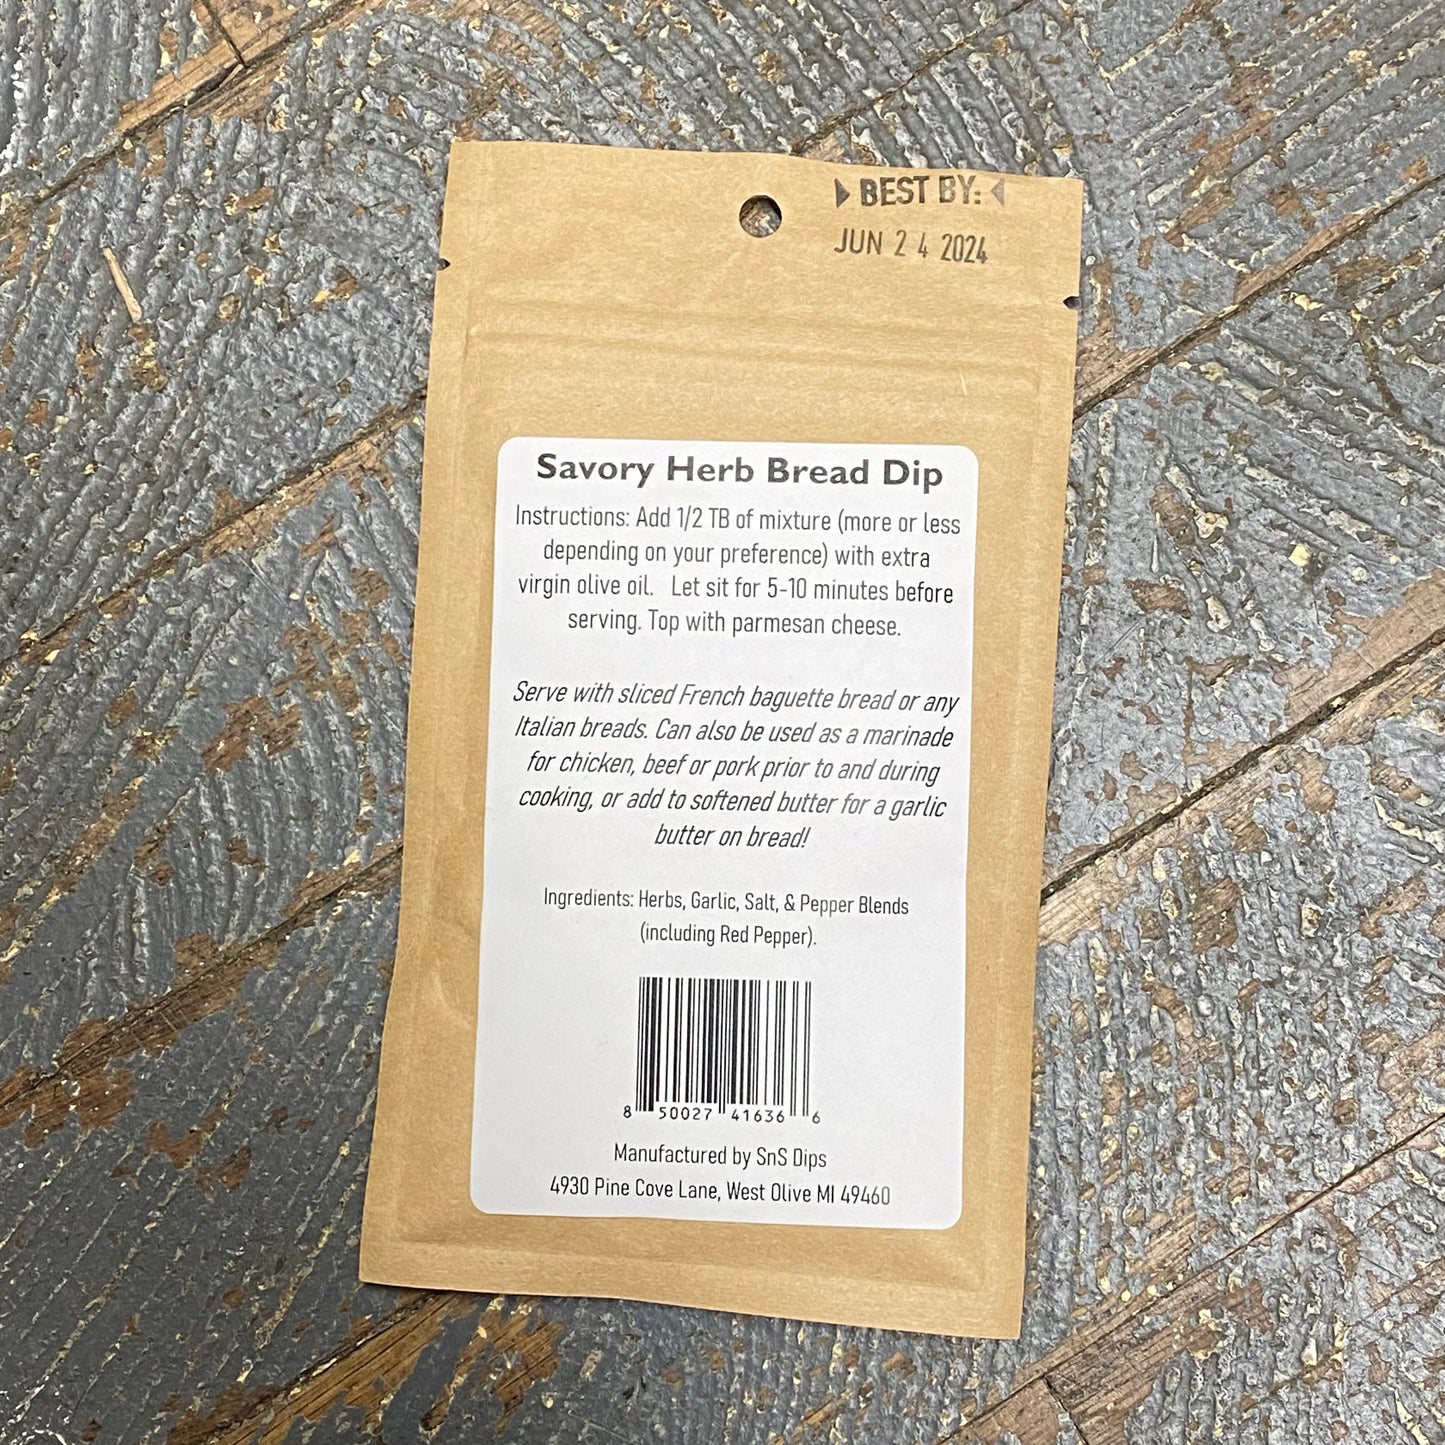 BEST BY:
JUN 24 2024
Savory Herb Bread Dip
Instructions: Add 1/2 TB of mixture (more or less
depending on your preference) with extra
virgin olive oil. Let sit for 5-10 minutes before
serving. Top with parmesan cheese.
Serve with sliced French baguette bread or any
Italian breads. Can also be used as a marinade
for chicken, beef or pork prior to and during
cooking, or add to softened butter for a garlic
butter on bread!
Ingredients: Herbs, Garlic, Salt, & Pepper Blends
(including Red Pepper).
8 50027 41636 6
Manufactured by SnS Dips
4930 Pine Cove Lane, West Olive MI 49460